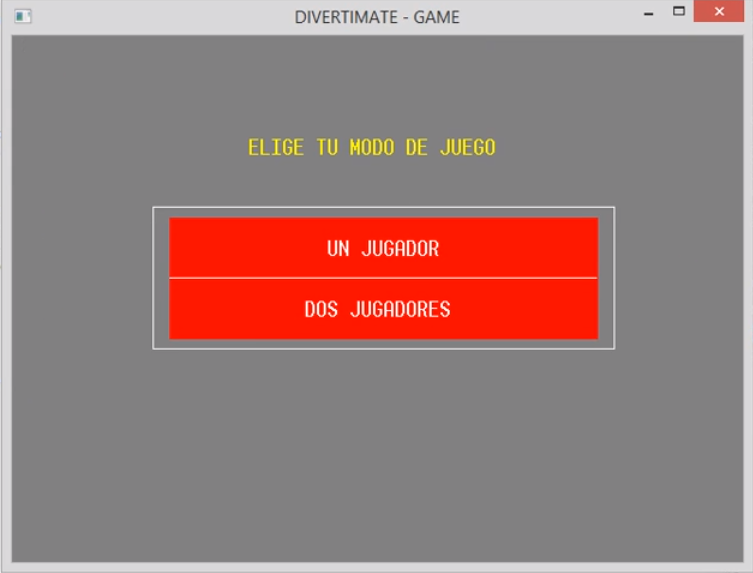 DIVERTIMATE - GAME
ELIGE TU MODO DE JUEGO
UN JUGADOR
DOS JUGADORES